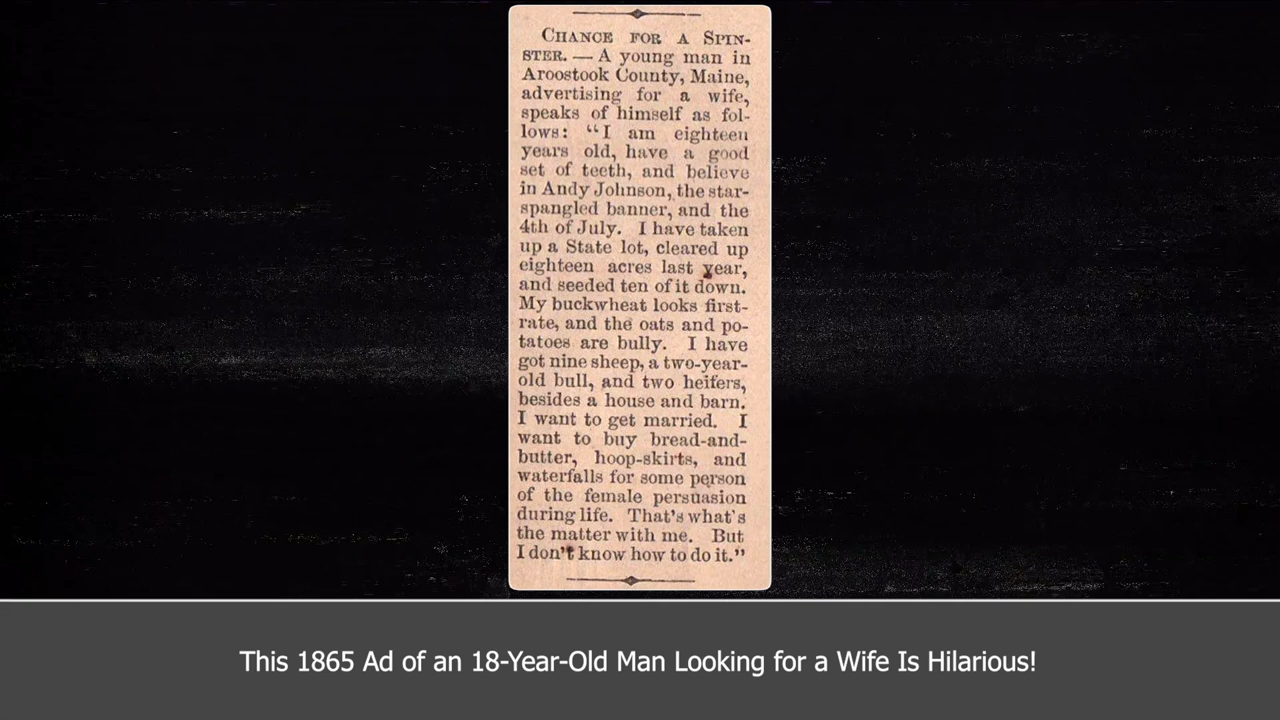 CHANCE FOR A SPIN-
STER. — A young man in
Aroostook County, Maine,
advertising for a wife,
speaks of himself as fol-
lows: "I am eighteen
years old, have a good
set of teeth, and believe
in Andy Johnson, the star-
spangled banner, and the
4th of July. I have taken
up a State lot, cleared up
eighteen acres last year,
and seeded ten of it down.
My buckwheat looks first-
rate, and the oats and po-
tatoes are bully. I have
got nine sheep, a two-year-
old bull, and two heifers,
besides a house and barn.
I want to get married. I
want to buy bread-and-
butter, hoop-skirts, and
waterfalls for some person
of the female persuasion
during life. That's what's
the matter with me. But
I don't know how to do it."
This 1865 Ad of an 18-Year-Old Man Looking for a Wife Is Hilarious!